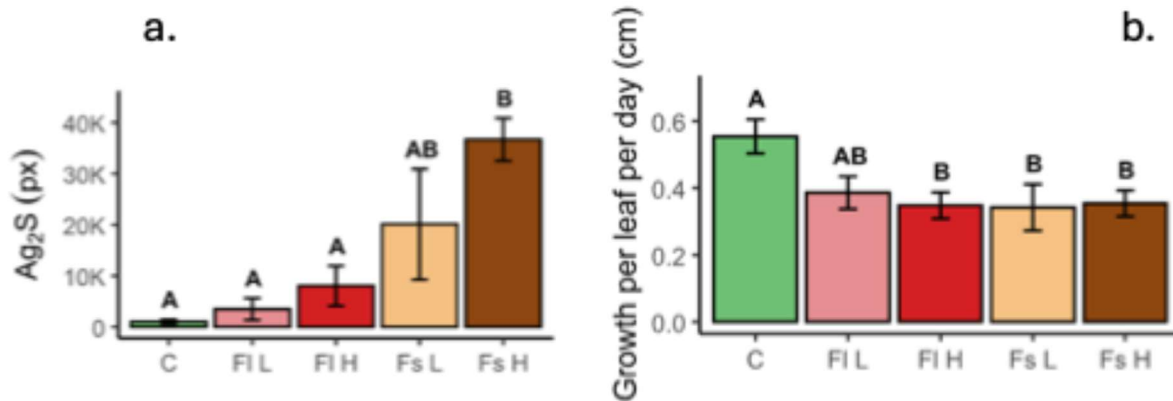 a.
Ag₂S (px)
40K
30K
20K
10K
0
A
A
A
AB
B
C
Fl L
Fl H
Fs L
Fs H
b.
Growth per leaf per day (cm)
0.6
0.4
0.2
0.0
A
AB
B
B
B
C
Fl L
Fl H
Fs L
Fs H